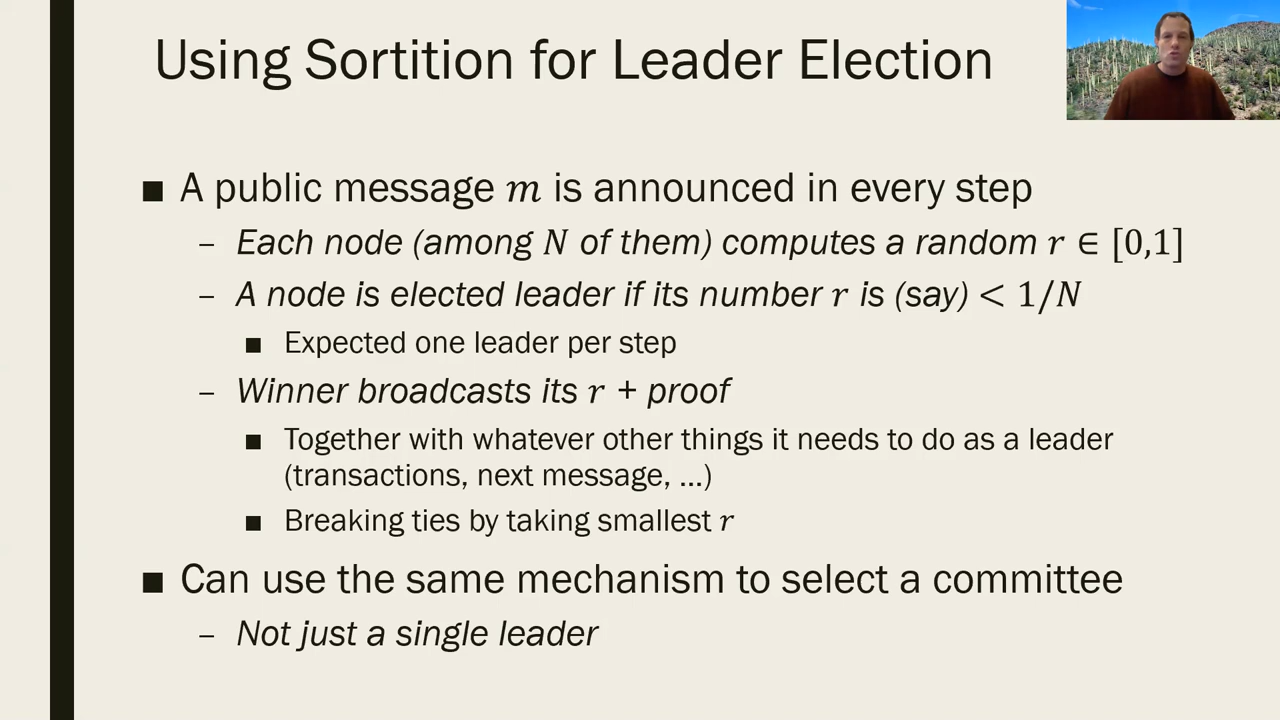 Using Sortition for Leader Election
■ A public message m is announced in every step
– Each node (among N of them) computes a random r ∈ [0,1]
– A node is elected leader if its number r is (say) < 1/N
■ Expected one leader per step
– Winner broadcasts its r + proof
■ Together with whatever other things it needs to do as a leader
(transactions, next message, ...)
■ Breaking ties by taking smallest r
■ Can use the same mechanism to select a committee
– Not just a single leader